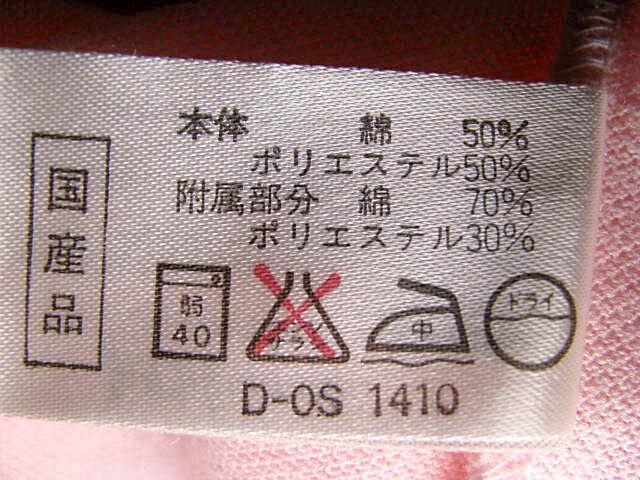 国産品
本体 綿 50%
ポリエステル50%
附属部分 綿 70%
ポリエステル30%
弱
40
中
ドライ
D-0S 1410